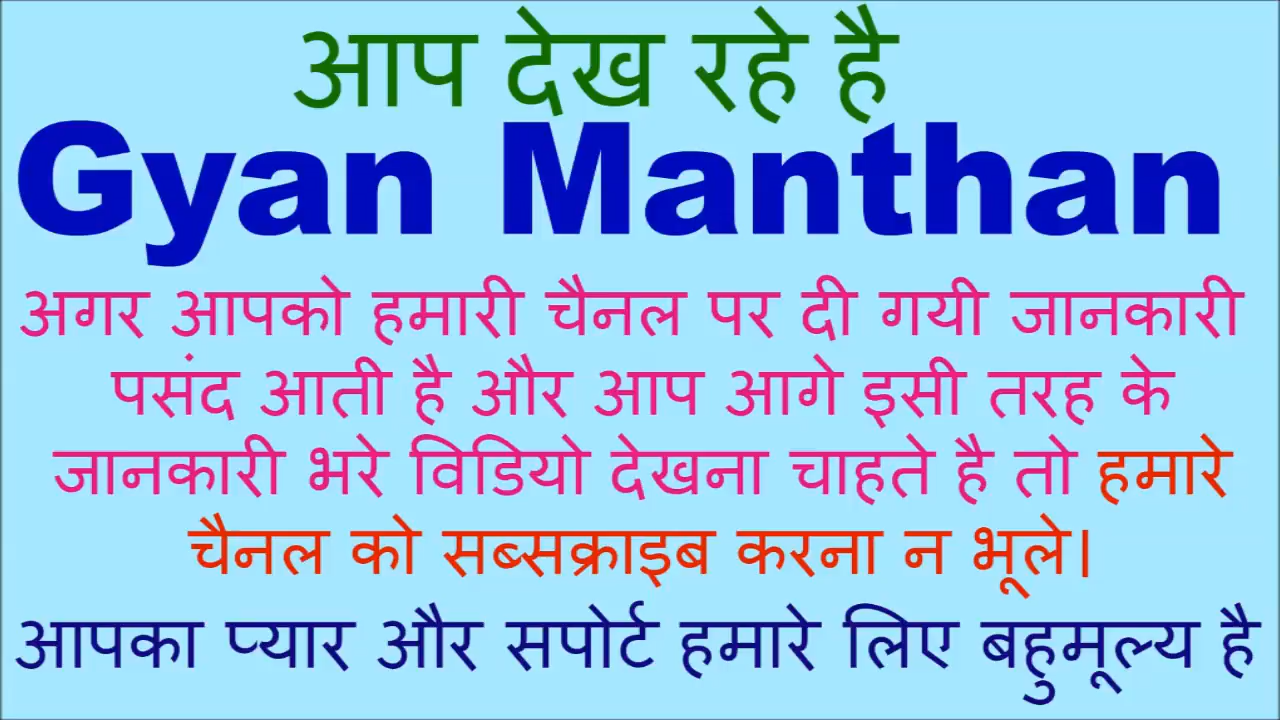 आप देख रहे है
Gyan Manthan
अगर आपको हमारी चैनल पर दी गयी जानकारी
पसंद आती है और आप आगे इसी तरह के
जानकारी भरे विडियो देखना चाहते है तो हमारे
चैनल को सब्सक्राइब करना न भूले।
आपका प्यार और सपोर्ट हमारे लिए बहुमूल्य है